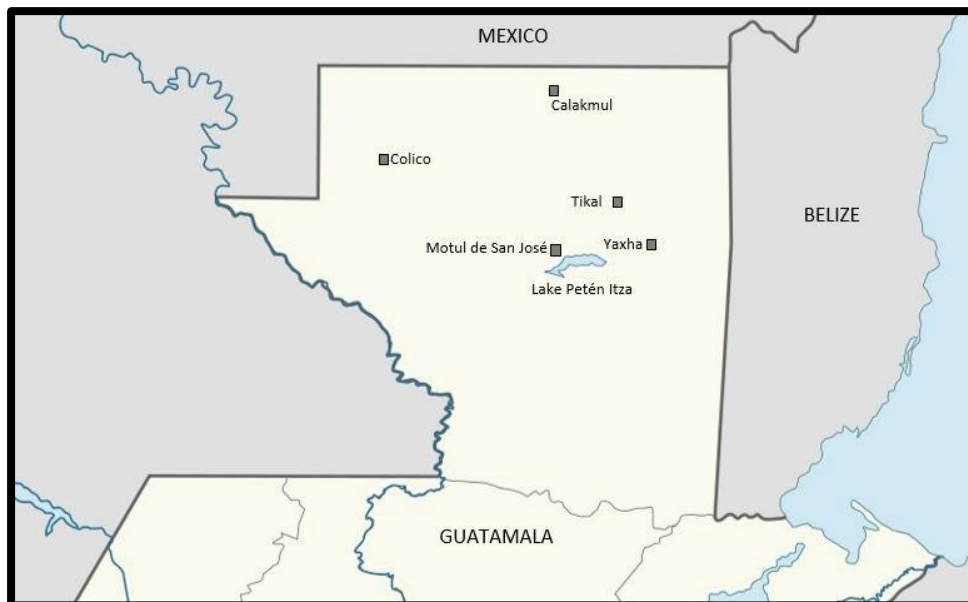 MEXICO
Calakmul
Colico
Tikal
BELIZE
Motul de San José
Yaxha
Lake Petén Itza
GUATAMALA